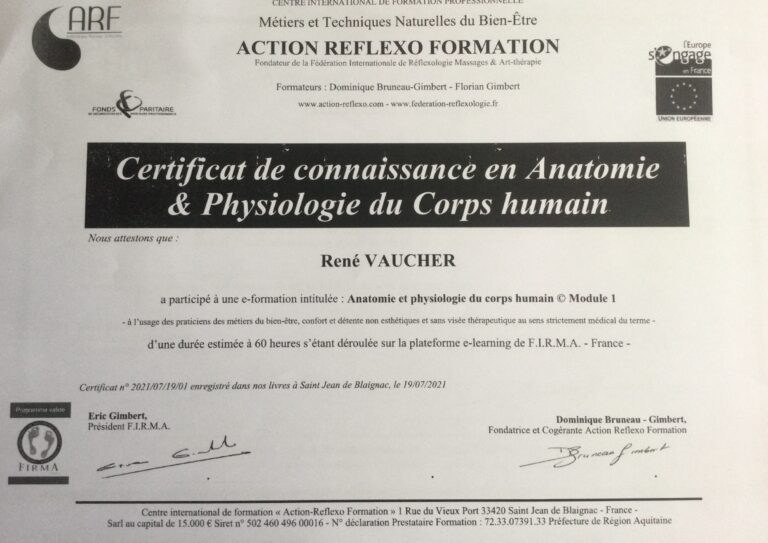 CENTRE INTERNATIONAL DE FORMATION PROFESSIONNELLE
Métiers et Techniques Naturelles du Bien-Être
ARF
ACTION REFLEXO FORMATION
Fondateur de la Fédération Internationale de Réflexologie Massages & Art-thérapie
l'Europe
s'engage
en France
UNION EUROPÉENNE
Formateurs : Dominique Bruneau-Gimbert - Florian Gimbert
www.action-reflexo.com - www.federation-reflexologie.fr
FONDS & PARITAIRE
Certificat de connaissance en Anatomie
& Physiologie du Corps humain
Nous attestons que :
René VAUCHER
a participé à une e-formation intitulée : Anatomie et physiologie du corps humain © Module 1
- à l'usage des praticiens des métiers du bien-être, confort et détente non esthétiques et sans visée thérapeutique au sens strictement médical du terme -
d'une durée estimée à 60 heures s'étant déroulée sur la plateforme e-learning de F.I.R.M.A. - France -
Certificat n° 2021/07/19/01 enregistré dans nos livres à Saint Jean de Blaignac, le 19/07/2021
Programme validé
FIRMA
Eric Gimbert,
Président F.I.R.M.A.
Dominique Bruneau - Gimbert,
Fondatrice et Cogérante Action Reflexo Formation
Bruneau Gimbert
Centre international de formation « Action-Reflexo Formation » 1 Rue du Vieux Port 33420 Saint Jean de Blaignac - France -
Sarl au capital de 15.000 € Siret n° 502 460 496 00016 - N° déclaration Prestataire Formation : 72.33.07391.33 Préfecture de Région Aquitaine